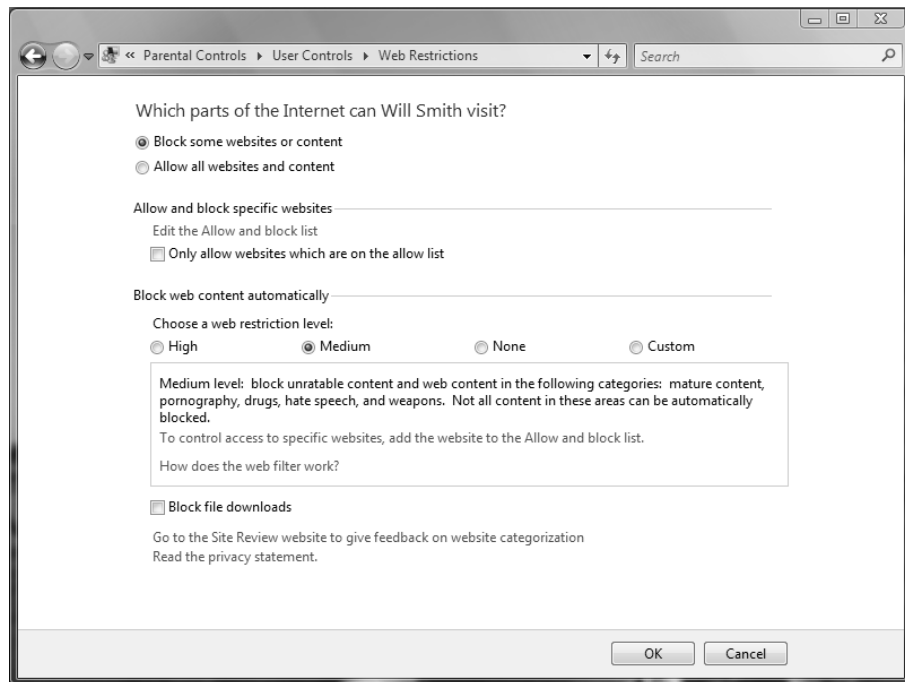 « Parental Controls ▸ User Controls ▸ Web Restrictions Search
Which parts of the Internet can Will Smith visit?
Block some websites or content
Allow all websites and content
Allow and block specific websites
Edit the Allow and block list
Only allow websites which are on the allow list
Block web content automatically
Choose a web restriction level:
High Medium None Custom
Medium level: block unratable content and web content in the following categories: mature content,
pornography, drugs, hate speech, and weapons. Not all content in these areas can be automatically
blocked.
To control access to specific websites, add the website to the Allow and block list.
How does the web filter work?
Block file downloads
Go to the Site Review website to give feedback on website categorization
Read the privacy statement.
OK Cancel